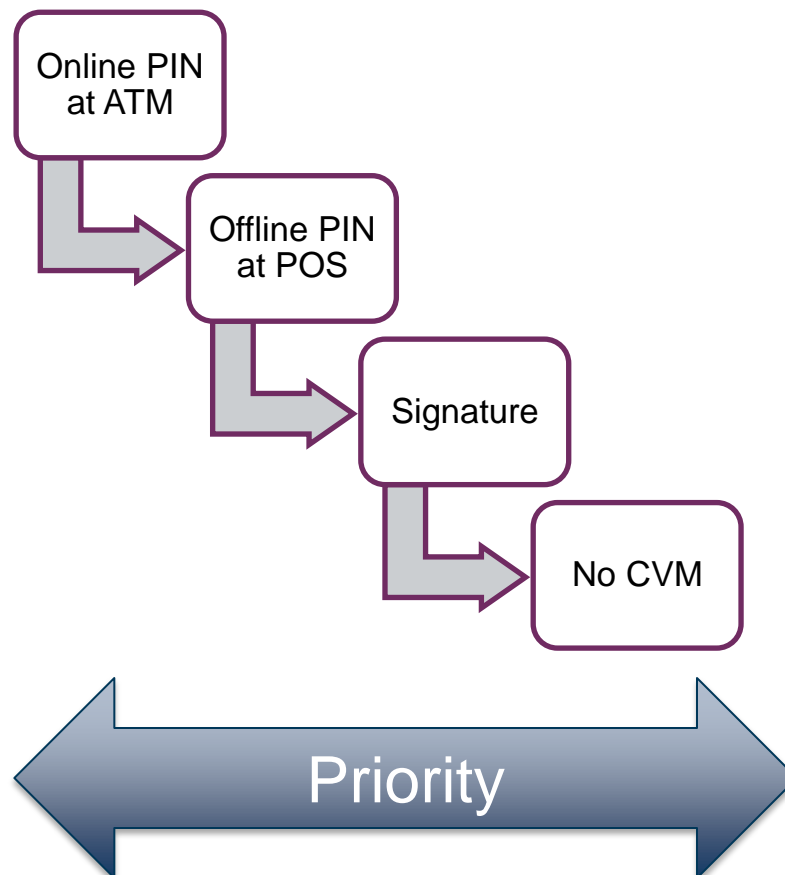 Online PIN
at ATM
Offline PIN
at POS
Signature
No CVM
Priority